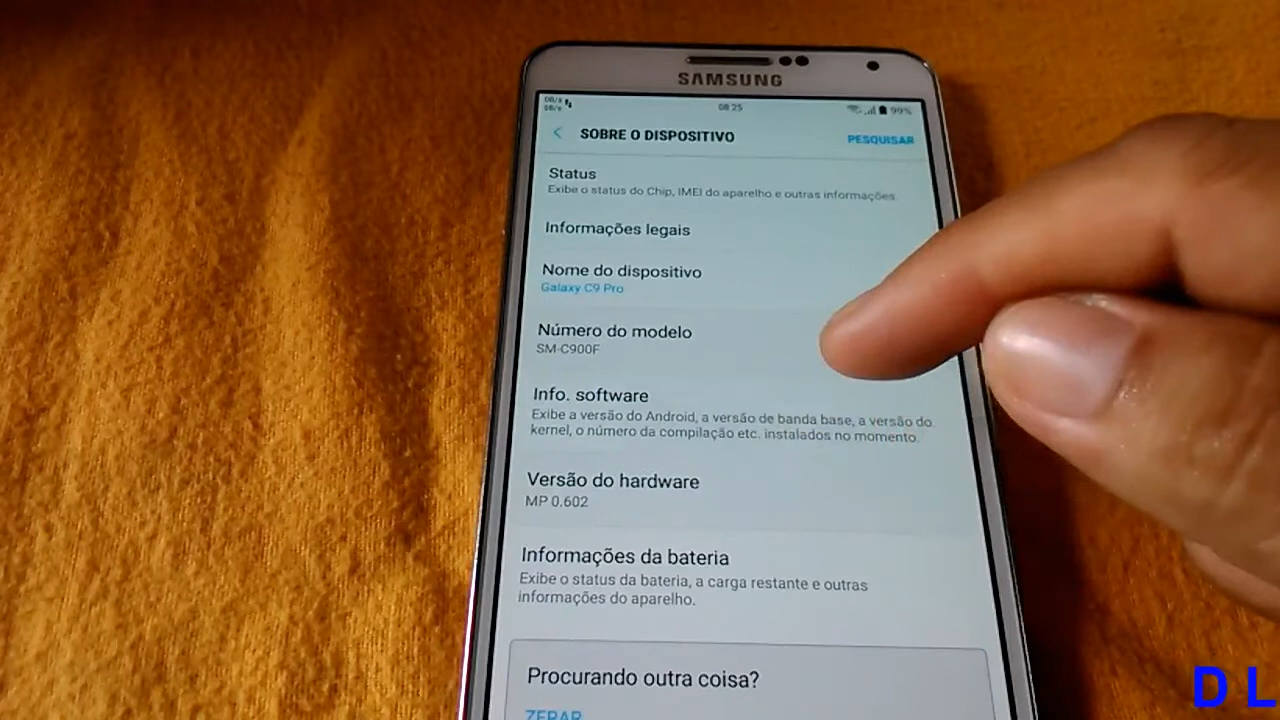 SAMSUNG
0B/s
0B/s
08:25
99%
SOBRE O DISPOSITIVO
PESQUISAR
Status
Exibe o status do Chip, IMEI do aparelho e outras informações.
Informações legais
Nome do dispositivo
Galaxy C9 Pro
Número do modelo
SM-C900F
Info. software
Exibe a versão do Android, a versão de banda base, a versão do
kernel, o número da compilação etc. instalados no momento.
Versão do hardware
MP 0.602
Informações da bateria
Exibe o status da bateria, a carga restante e outras
informações do aparelho.
Procurando outra coisa?
ZERAR
D L